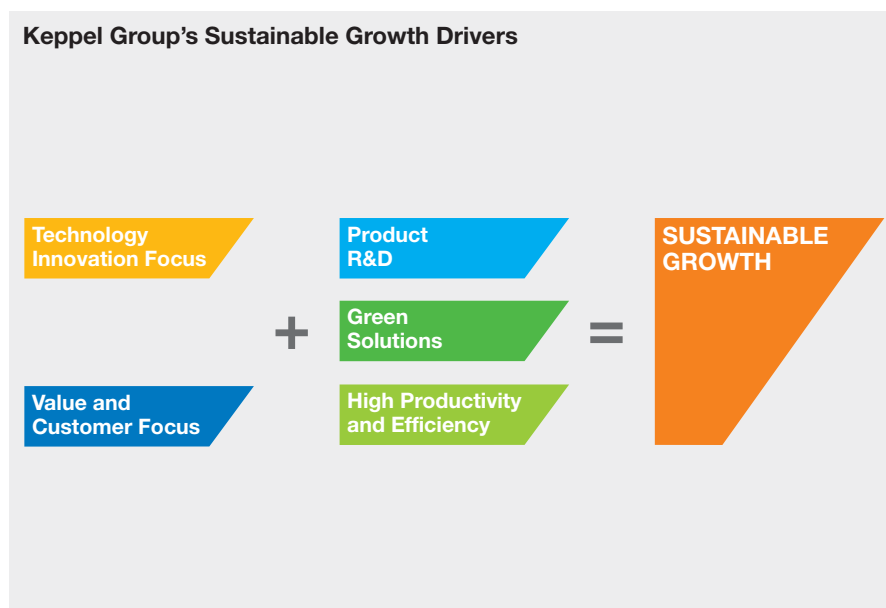 Keppel Group’s Sustainable Growth Drivers
Technology
Innovation Focus
Value and
Customer Focus
+
Product
R&D
Green
Solutions
High Productivity
and Efficiency
=
SUSTAINABLE
GROWTH